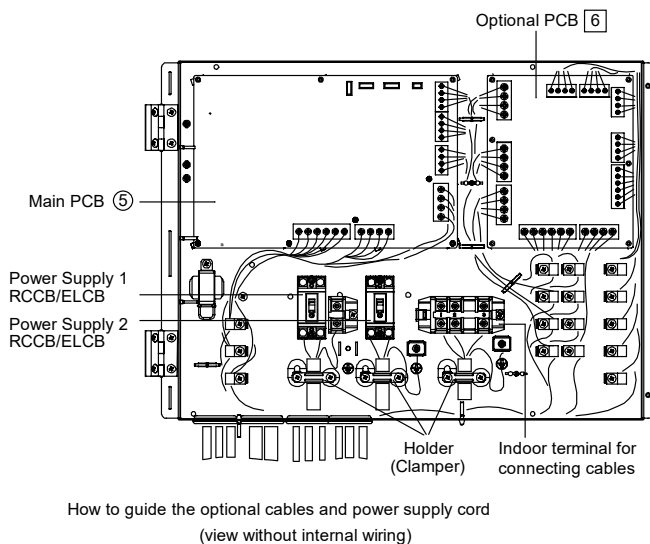 Optional PCB 6
Main PCB 5
Power Supply 1
RCCB/ELCB
Power Supply 2
RCCB/ELCB
Holder
(Clamper)
Indoor terminal for
connecting cables
How to guide the optional cables and power supply cord
(view without internal wiring)